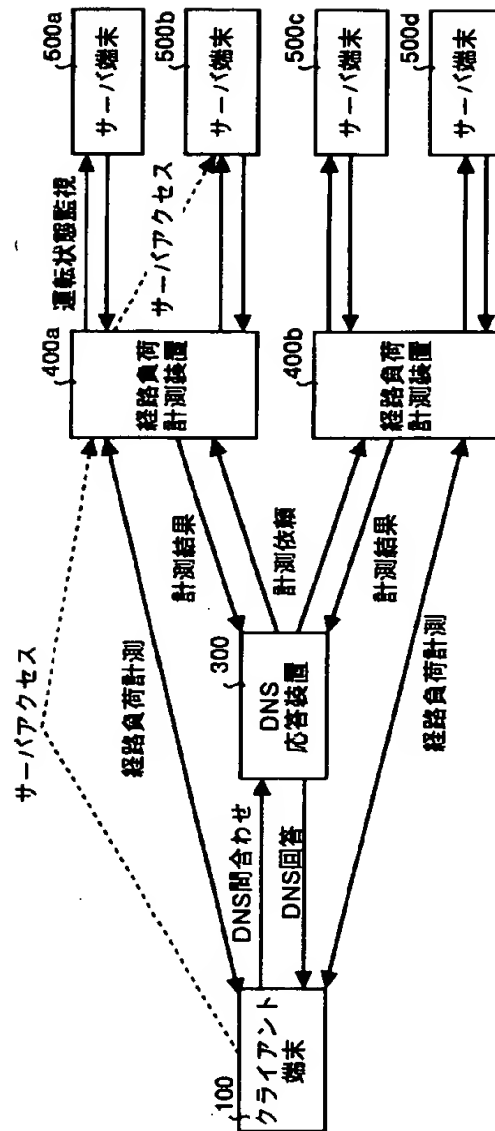 サーバアクセス
100
クライアント
端末
DNS問合わせ
DNS回答
300
DNS
応答装置
経路負荷計測
計測結果
計測依頼
計測結果
経路負荷計測
400a
経路負荷
計測装置
400b
経路負荷
計測装置
運転状態監視
サーバアクセス
500a
サーバ端末
500b
サーバ端末
500c
サーバ端末
500d
サーバ端末